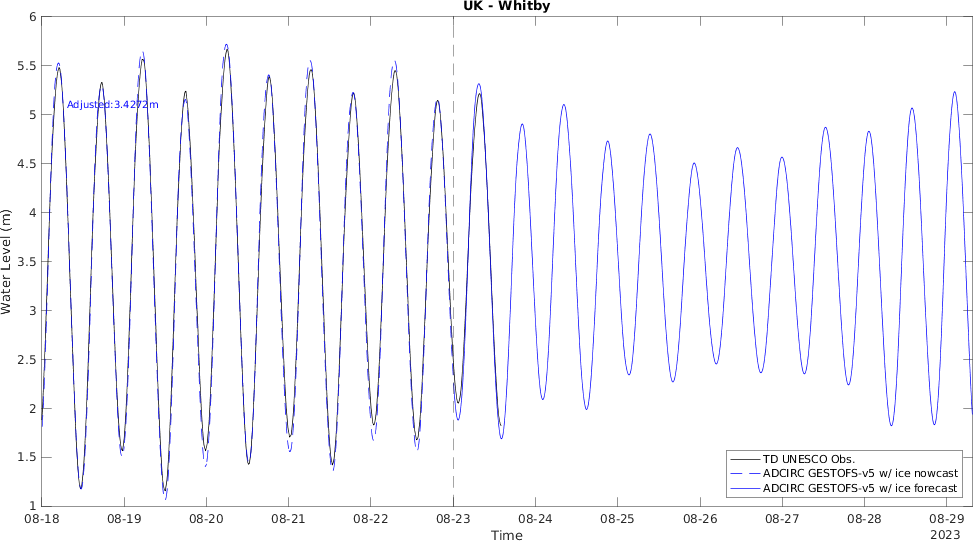 UK - Whitby
6
5.5
5
4.5
4
3.5
3
2.5
2
1.5
1
Water Level (m)
Adjusted:3.4272m
TD UNESCO Obs.
ADCIRC GESTOFS-v5 w/ ice nowcast
ADCIRC GESTOFS-v5 w/ ice forecast
08-18 08-19 08-20 08-21 08-22 08-23 08-24 08-25 08-26 08-27 08-28 08-29
2023
Time